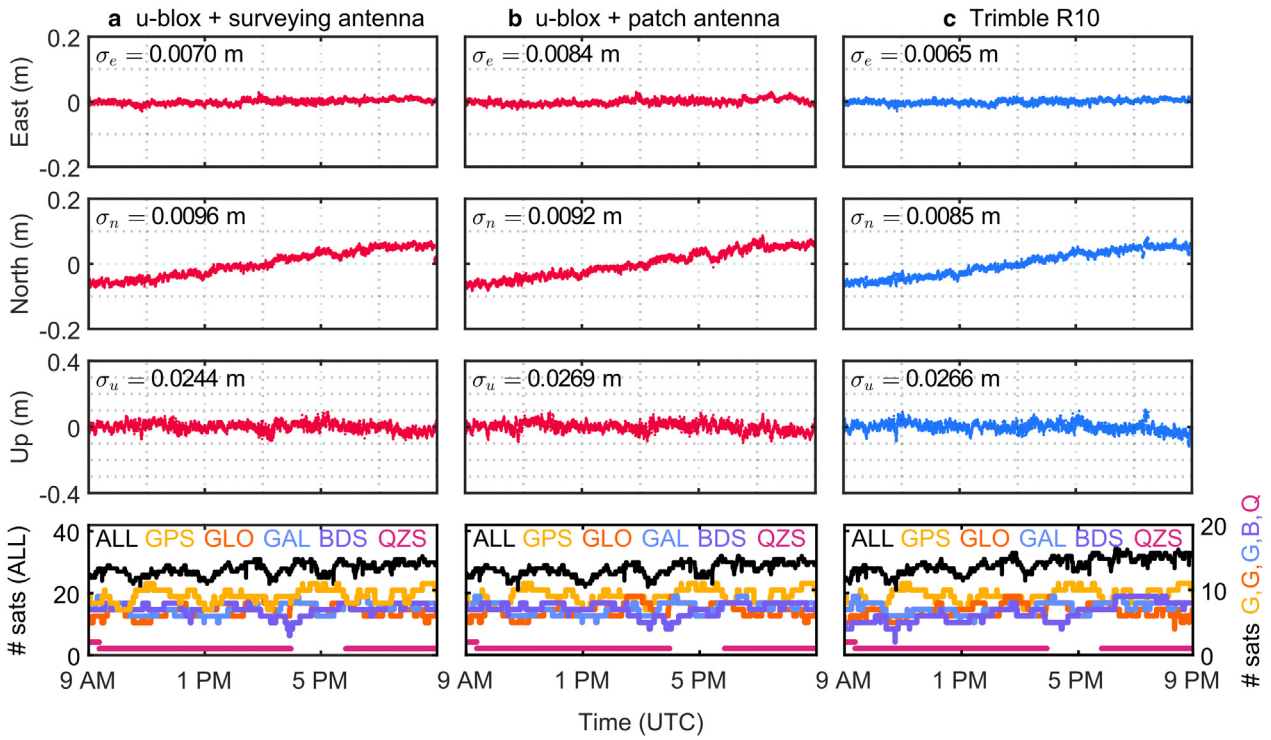 a u-blox + surveying antenna
b u-blox + patch antenna
c Trimble R10
East (m)
0.2
0
-0.2
σe = 0.0070 m
σe = 0.0084 m
σe = 0.0065 m
North (m)
0.2
0
-0.2
σn = 0.0096 m
σn = 0.0092 m
σn = 0.0085 m
Up (m)
0.4
0
-0.4
σu = 0.0244 m
σu = 0.0269 m
σu = 0.0266 m
# sats (ALL)
40
20
0
ALL GPS GLO GAL BDS QZS
ALL GPS GLO GAL BDS QZS
ALL GPS GLO GAL BDS QZS
20
10
0
# sats G,G,G,B,Q
9 AM 1 PM 5 PM 9 AM 1 PM 5 PM 9 AM 1 PM 5 PM 9 PM
Time (UTC)